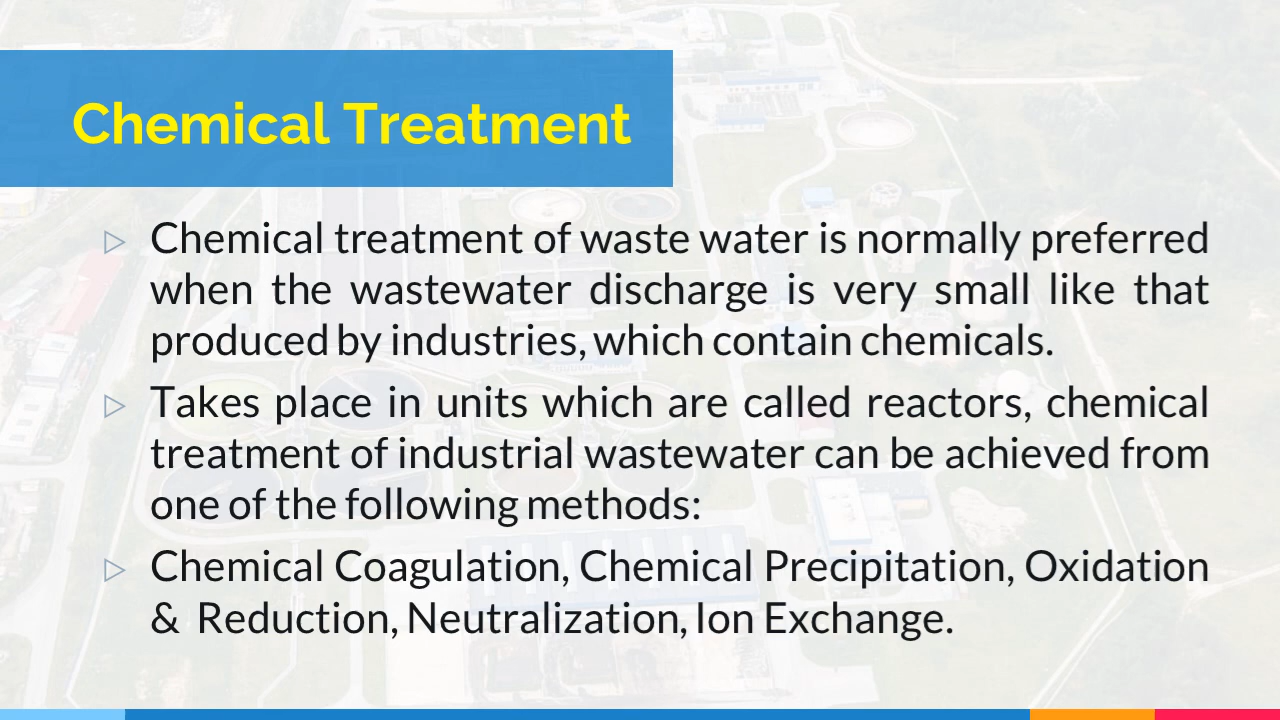 Chemical Treatment
▷ Chemical treatment of waste water is normally preferred
when the wastewater discharge is very small like that
produced by industries, which contain chemicals.
▷ Takes place in units which are called reactors, chemical
treatment of industrial wastewater can be achieved from
one of the following methods:
▷ Chemical Coagulation, Chemical Precipitation, Oxidation
& Reduction, Neutralization, Ion Exchange.